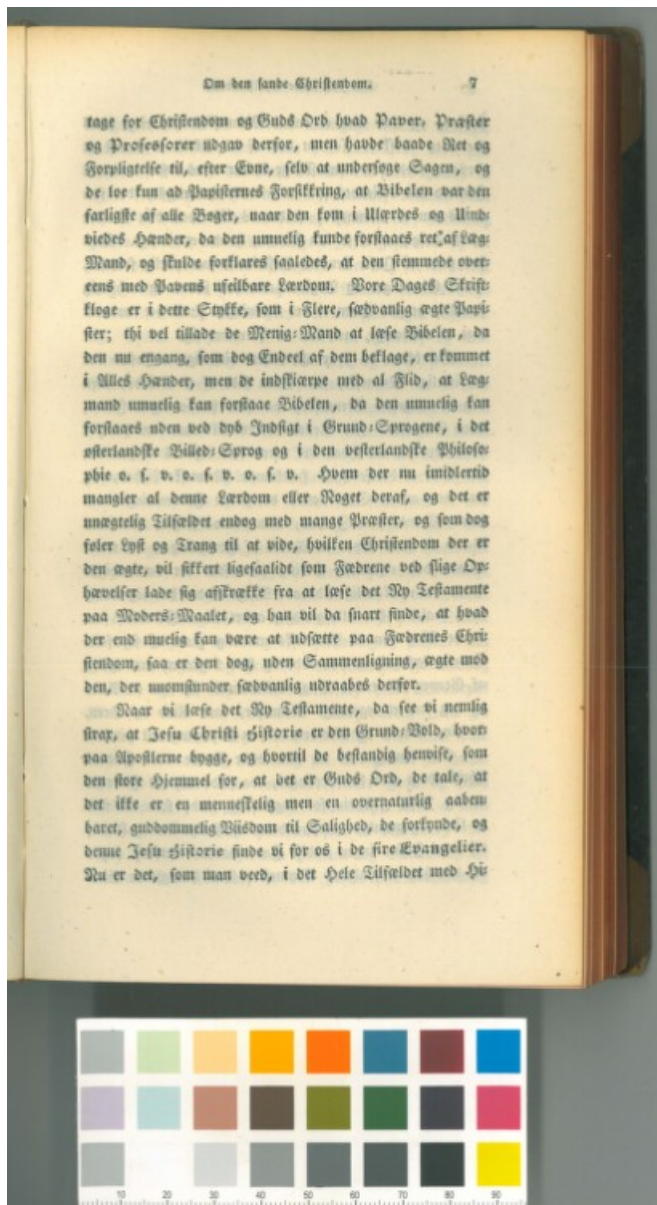 Om den sande Christendom. 7
tage for Christendom og Guds Ord hvad Paver, Præster
og Professorer udgav derfor, men havde baade Ret og
Forpligtelse til, efter Evne, selv at undersøge Sagen, og
de loe kun ad Papisternes Forsikkring, at Bibelen var den
farligste af alle Bøger, naar den kom i Ulærdes og Uind-
viedes Hænder, da den umuelig kunde forstaaes ret af Læg-
Mand, og skulde forklares saaledes, at den stemmede over-
eens med Pavens ufeilbare Lærdom. Vore Dages Skrift-
kloge er i dette Stykke, som i Flere, sædvanlig ægte Papi-
ster; thi vel tillade de Menig-Mand at læse Bibelen, da
den nu engang, som dog Endeel af dem beklage, er kommet
i Alles Hænder, men de indskiærpe med al Flid, at Læg-
mand umuelig kan forstaae Bibelen, da den umuelig kan
forstaaes uden ved dyb Indsigt i Grund-Sprogene, i det
østerlandske Billed-Sprog og i den vesterlandske Philoso-
phie o. s. v. o. s. v. o. s. v. Hvem der nu imidlertid
mangler al denne Lærdom eller Noget deraf, og det er
unægtelig Tilfældet endog med mange Præster, og som dog
føler Lyst og Trang til at vide, hvilken Christendom der er
den ægte, vil sikkert ligesaalidt som Fædrene ved slige Op-
hævelser lade sig afskrække fra at læse det Ny Testamente
paa Moders-Maalet, og han vil da snart finde, at hvad
der end muelig kan være at udsætte paa Fædrenes Chri-
stendom, saa er den dog, uden Sammenligning, ægte mod
den, der unomstunder sædvanlig udraabes derfor.
Naar vi læse det Ny Testamente, da see vi nemlig
strax, at Jesu Christi Historie er den Grund-Vold, hvor-
paa Apostlerne bygge, og hvortil de bestandig henvise, som
den store Hjemmel for, at det er Guds Ord, de tale, at
det ikke er en menneskelig men en overnaturlig aaben-
baret, guddommelig Viisdom til Salighed, de forkynde, og
denne Jesu Historie finde vi for os i de fire Evangelier.
Nu er det, som man veed, i det Hele Tilfældet med Hi-
10 20 30 40 50 60 70 80 90